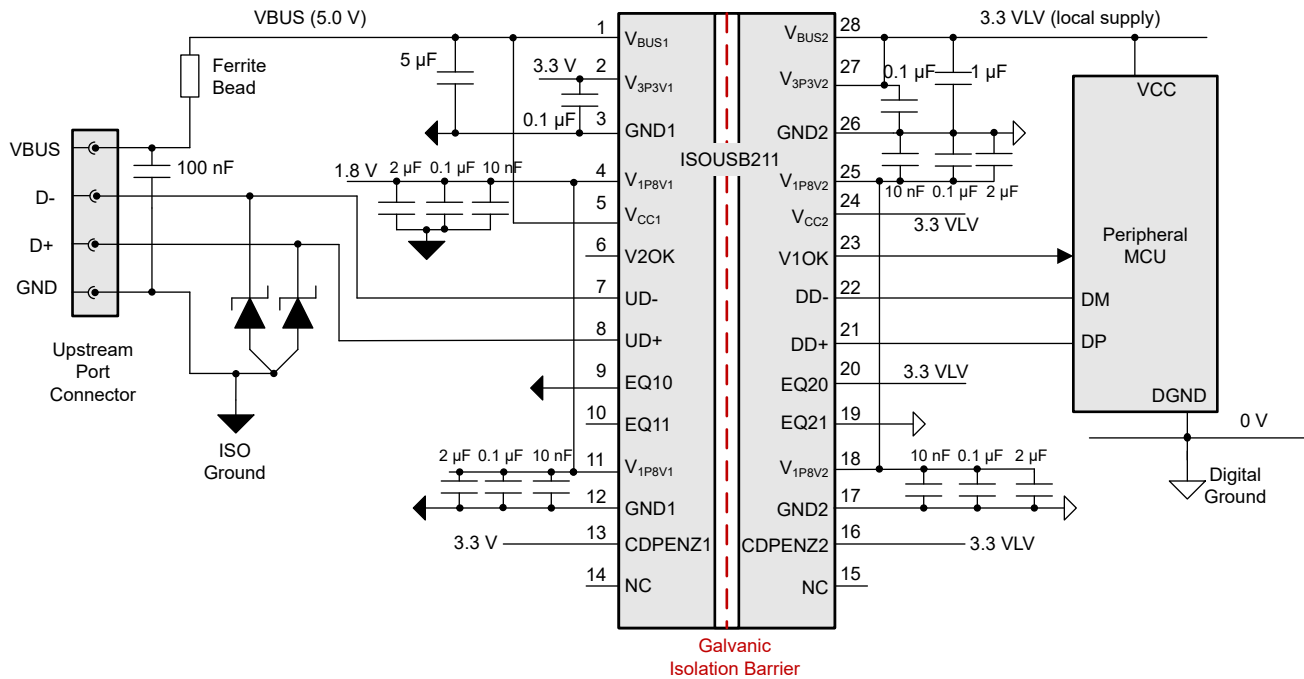 VBUS (5.0 V)
3.3 VLV (local supply)
Ferrite
Bead
5 µF
3.3 V
0.1 µF
100 nF
1.8 V
2 µF
0.1 µF
10 nF
VBUS
D-
D+
GND
Upstream
Port
Connector
ISO
Ground
2 µF
0.1 µF
10 nF
3.3 V
1
2
3
4
5
6
7
8
9
10
11
12
13
14
VBUS1
V3P3V1
GND1
V1P8V1
VCC1
V2OK
UD-
UD+
EQ10
EQ11
V1P8V1
GND1
CDPENZ1
NC
ISOUSB211
VBUS2
V3P3V2
GND2
V1P8V2
VCC2
V1OK
DD-
DD+
EQ20
EQ21
V1P8V2
GND2
CDPENZ2
NC
28
27
26
25
24
23
22
21
20
19
18
17
16
15
0.1 µF
1 µF
10 nF
0.1 µF
2 µF
3.3 VLV
3.3 VLV
10 nF
0.1 µF
2 µF
3.3 VLV
VCC
Peripheral
MCU
DM
DP
DGND
0 V
Digital
Ground
Galvanic
Isolation Barrier